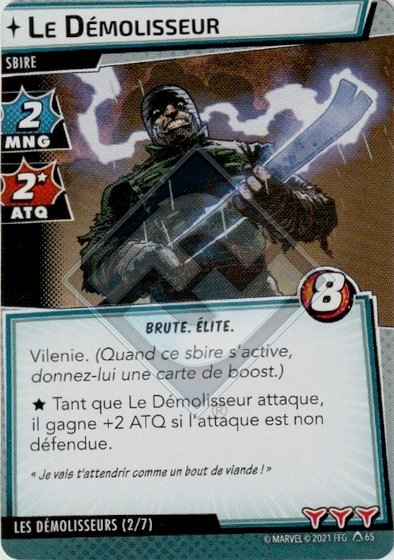 Le Démolisseur
SBIRE
2
MNG
2★
ATQ
8
BRUTE. ÉLITE.
Vilenie. (Quand ce sbire s'active,
donnez-lui une carte de boost.)
★ Tant que Le Démolisseur attaque,
il gagne +2 ATQ si l'attaque est non
défendue.
« Je vais t'attendrir comme un bout de viande ! »
LES DÉMOLISSEURS (2/7)
© MARVEL © 2021 FFG 65